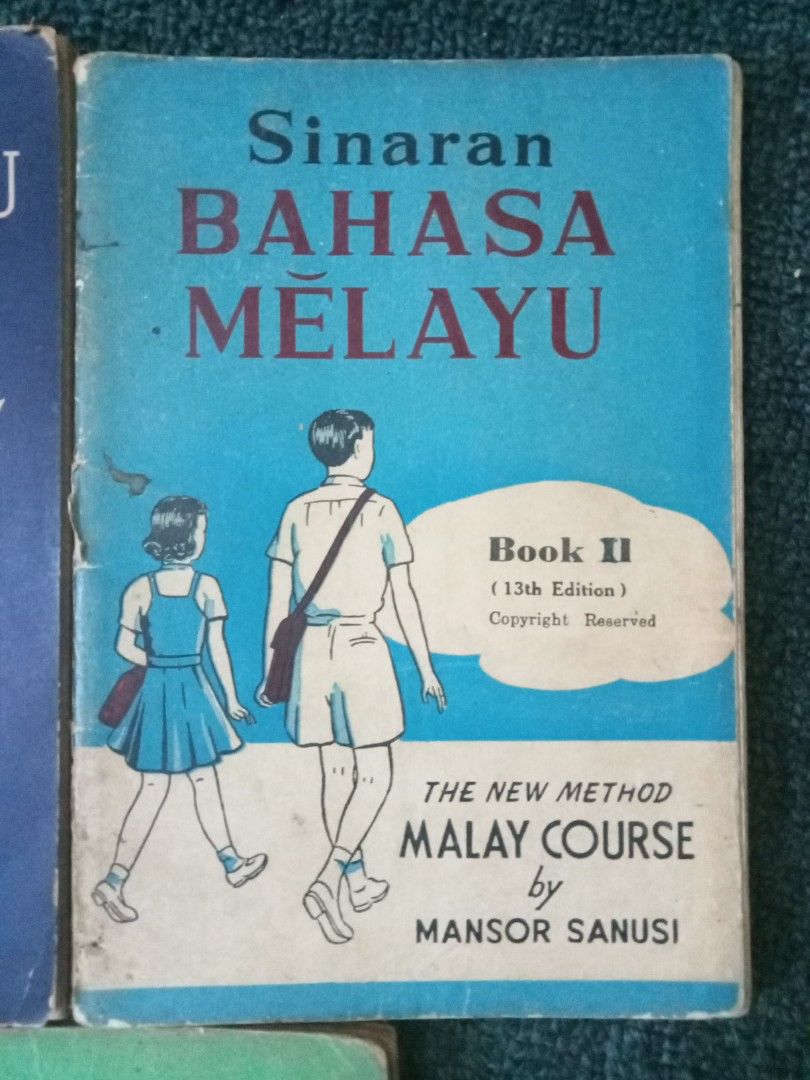 Sinaran
BAHASA
MĔLAYU
Book II
( 13th Edition )
Copyright Reserved
THE NEW METHOD
MALAY COURSE
by
MANSOR SANUSI
U